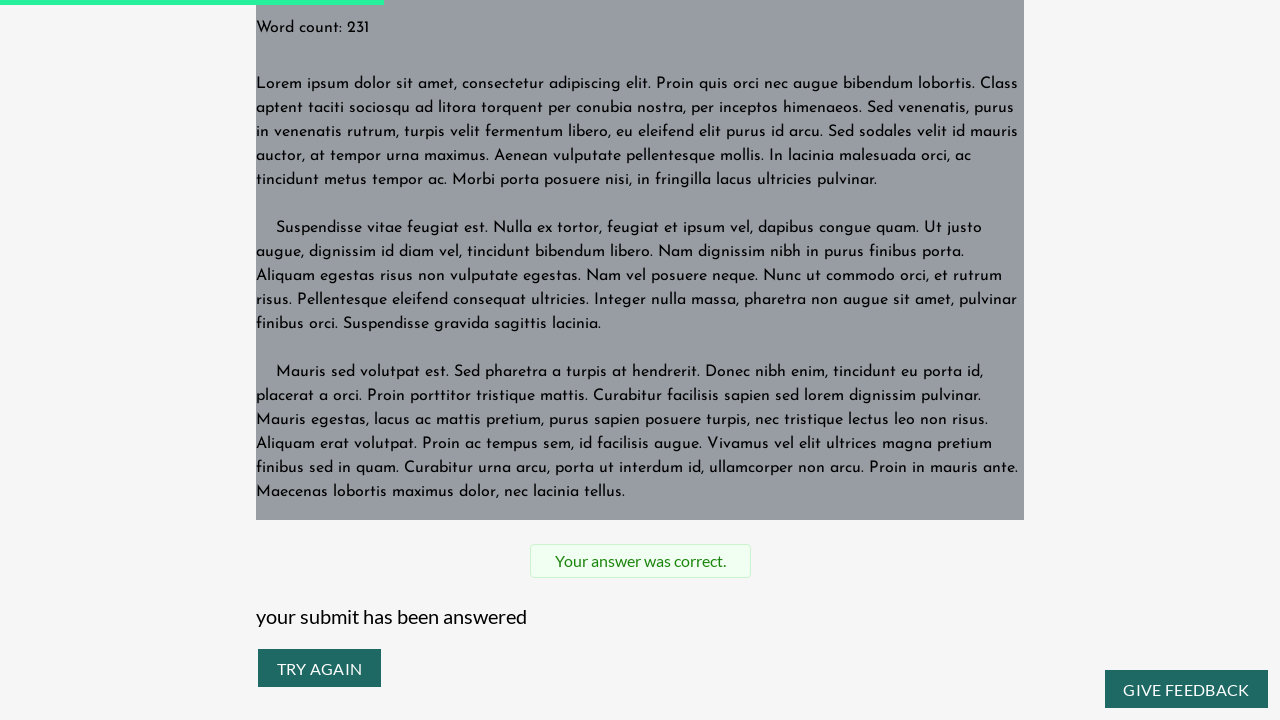 Word count: 231
Lorem ipsum dolor sit amet, consectetur adipiscing elit. Proin quis orci nec augue bibendum lobortis. Class
aptent taciti sociosqu ad litora torquent per conubia nostra, per inceptos himenaeos. Sed venenatis, purus
in venenatis rutrum, turpis velit fermentum libero, eu eleifend elit purus id arcu. Sed sodales velit id mauris
auctor, at tempor urna maximus. Aenean vulputate pellentesque mollis. In lacinia malesuada orci, ac
tincidunt metus tempor ac. Morbi porta posuere nisi, in fringilla lacus ultricies pulvinar.
Suspendisse vitae feugiat est. Nulla ex tortor, feugiat et ipsum vel, dapibus congue quam. Ut justo
augue, dignissim id diam vel, tincidunt bibendum libero. Nam dignissim nibh in purus finibus porta.
Aliquam egestas risus non vulputate egestas. Nam vel posuere neque. Nunc ut commodo orci, et rutrum
risus. Pellentesque eleifend consequat ultricies. Integer nulla massa, pharetra non augue sit amet, pulvinar
finibus orci. Suspendisse gravida sagittis lacinia.
Mauris sed volutpat est. Sed pharetra a turpis at hendrerit. Donec nibh enim, tincidunt eu porta id,
placerat a orci. Proin porttitor tristique mattis. Curabitur facilisis sapien sed lorem dignissim pulvinar.
Mauris egestas, lacus ac mattis pretium, purus sapien posuere turpis, nec tristique lectus leo non risus.
Aliquam erat volutpat. Proin ac tempus sem, id facilisis augue. Vivamus vel elit ultrices magna pretium
finibus sed in quam. Curabitur urna arcu, porta ut interdum id, ullamcorper non arcu. Proin in mauris ante.
Maecenas lobortis maximus dolor, nec lacinia tellus.
Your answer was correct.
your submit has been answered
TRY AGAIN
GIVE FEEDBACK